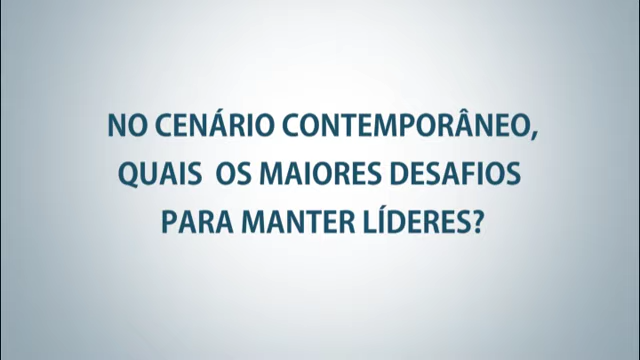 NO CENÁRIO CONTEMPORÂNEO,
QUAIS OS MAIORES DESAFIOS
PARA MANTER LÍDERES?